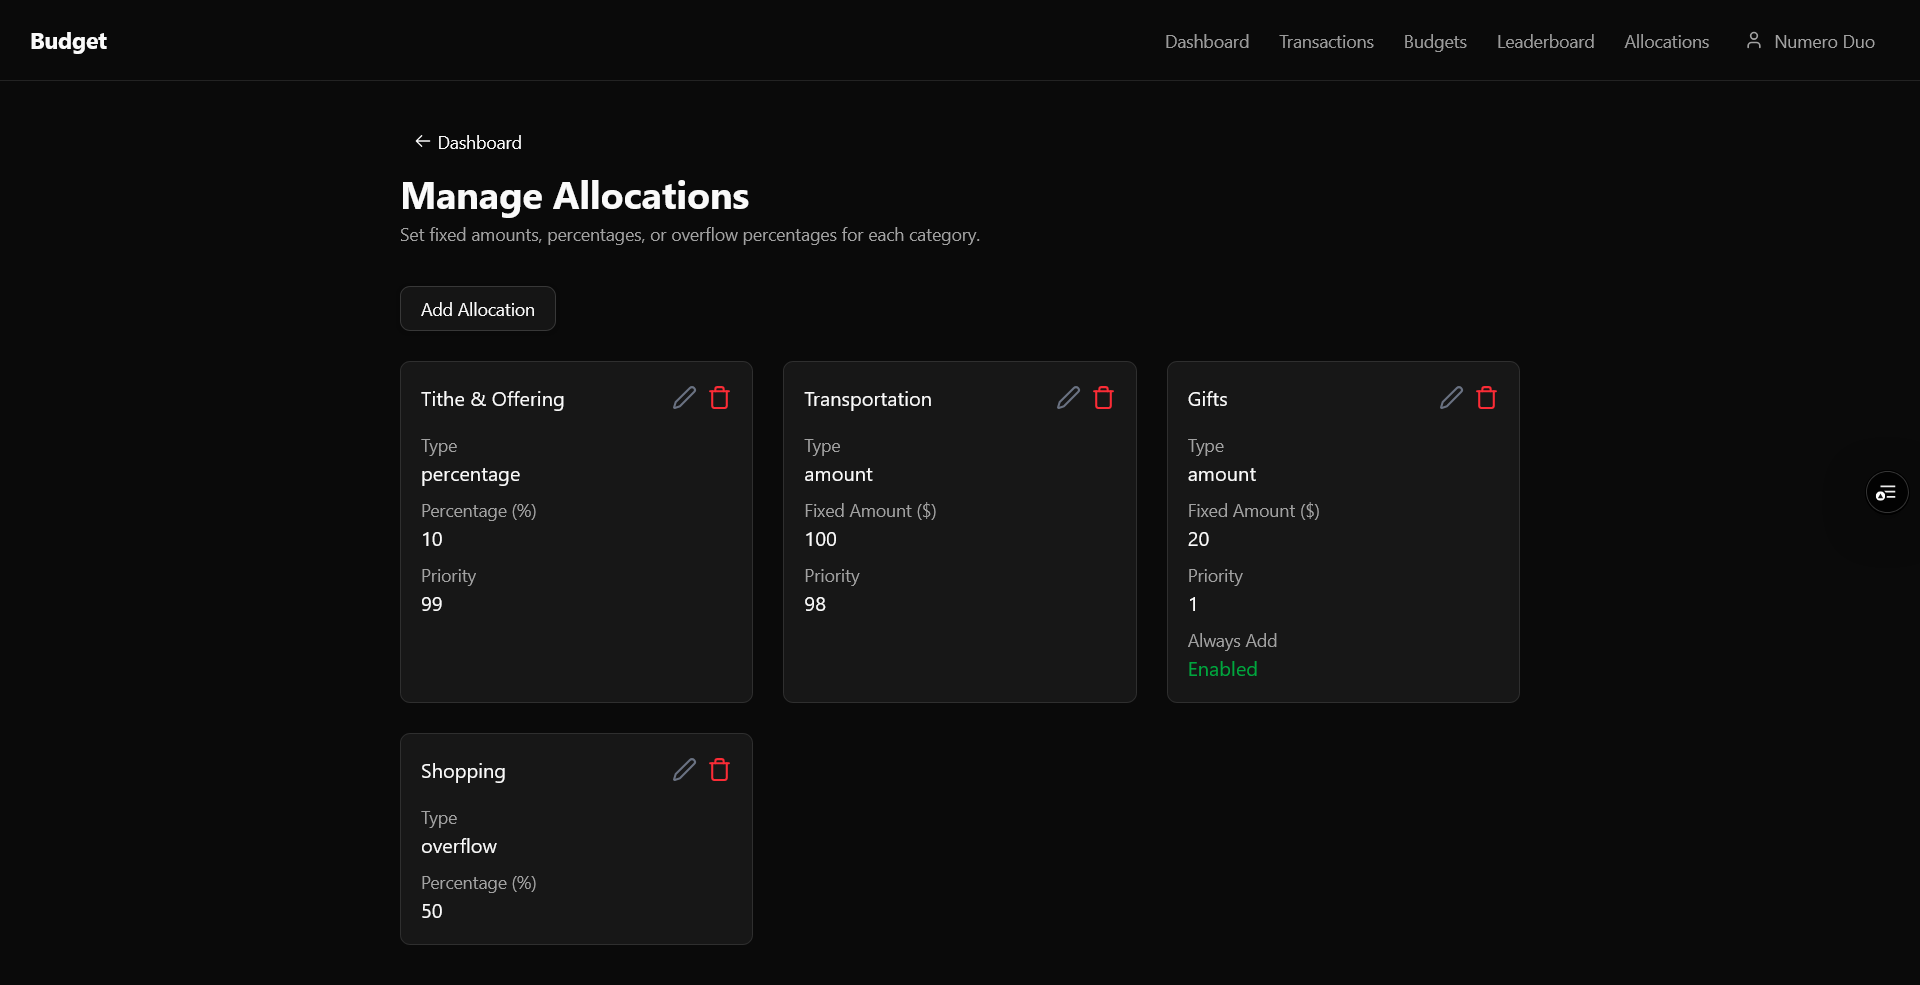 Budget
Dashboard Transactions Budgets Leaderboard Allocations Numero Duo
Dashboard
Manage Allocations
Set fixed amounts, percentages, or overflow percentages for each category.
Add Allocation
Tithe & Offering
Type
percentage
Percentage (%)
10
Priority
99
Transportation
Type
amount
Fixed Amount ($)
100
Priority
98
Gifts
Type
amount
Fixed Amount ($)
20
Priority
1
Always Add
Enabled
Shopping
Type
overflow
Percentage (%)
50